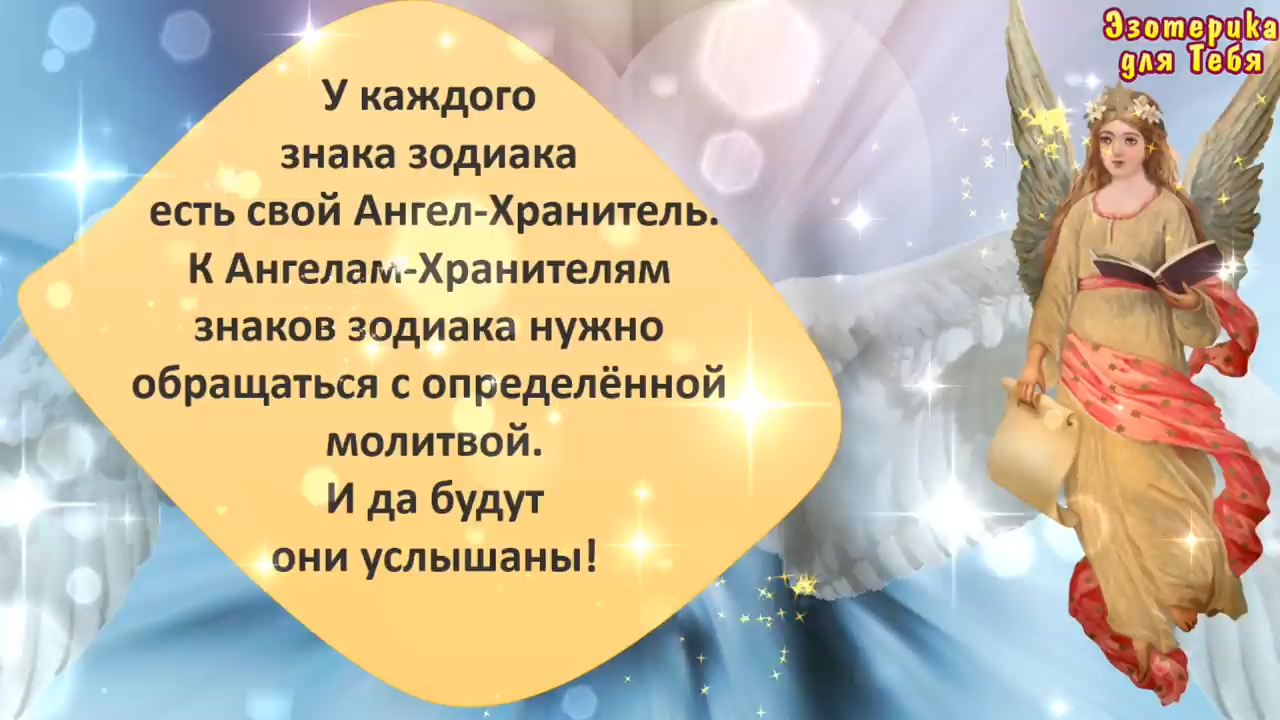 Эзотерика
для Тебя
У каждого
знака зодиака
есть свой Ангел-Хранитель.
К Ангелам-Хранителям
знаков зодиака нужно
обращаться с определённой
молитвой.
И да будут
они услышаны!